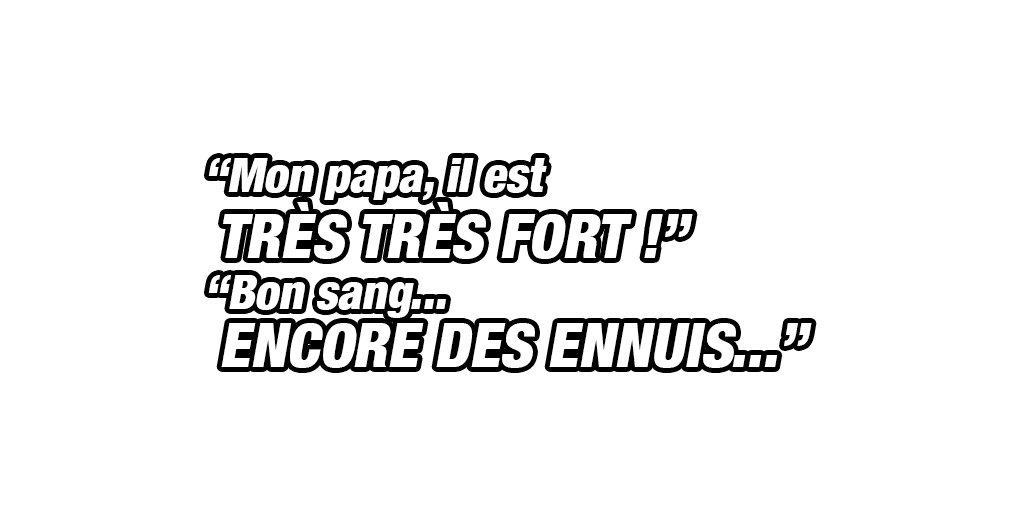 “Mon papa, il est
TRÈS TRÈS FORT !”
“Bon sang...
ENCORE DES ENNUIS...”